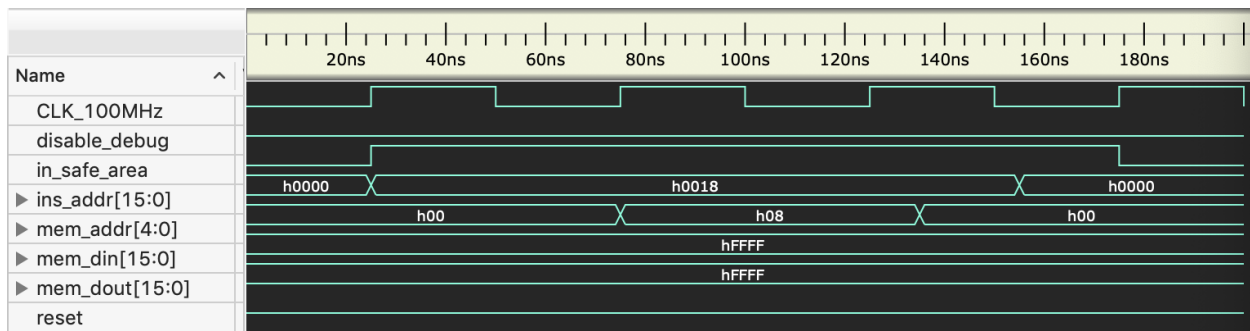 20ns 40ns 60ns 80ns 100ns 120ns 140ns 160ns 180ns
Name
CLK_100MHz
disable_debug
in_safe_area
ins_addr[15:0] h0000 h0018 h0000
mem_addr[4:0] h00 h08 h00
mem_din[15:0] hFFFF
mem_dout[15:0] hFFFF
reset